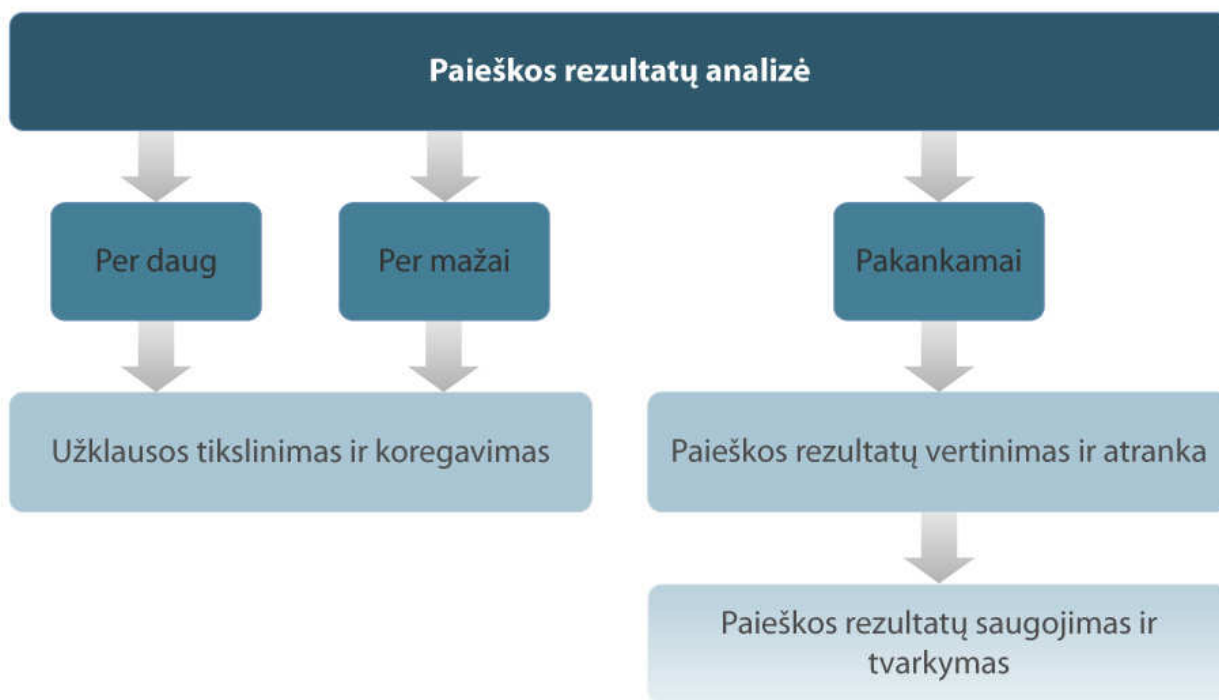 Paieškos rezultatų analizė
Per daug
Per mažai
Pakankamai
Užklausos tikslinimas ir koregavimas
Paieškos rezultatų vertinimas ir atranka
Paieškos rezultatų saugojimas ir
tvarkymas